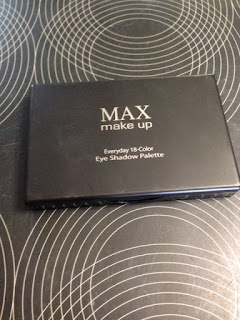 MAX
make up
Everyday 18-Color
Eye Shadow Palette